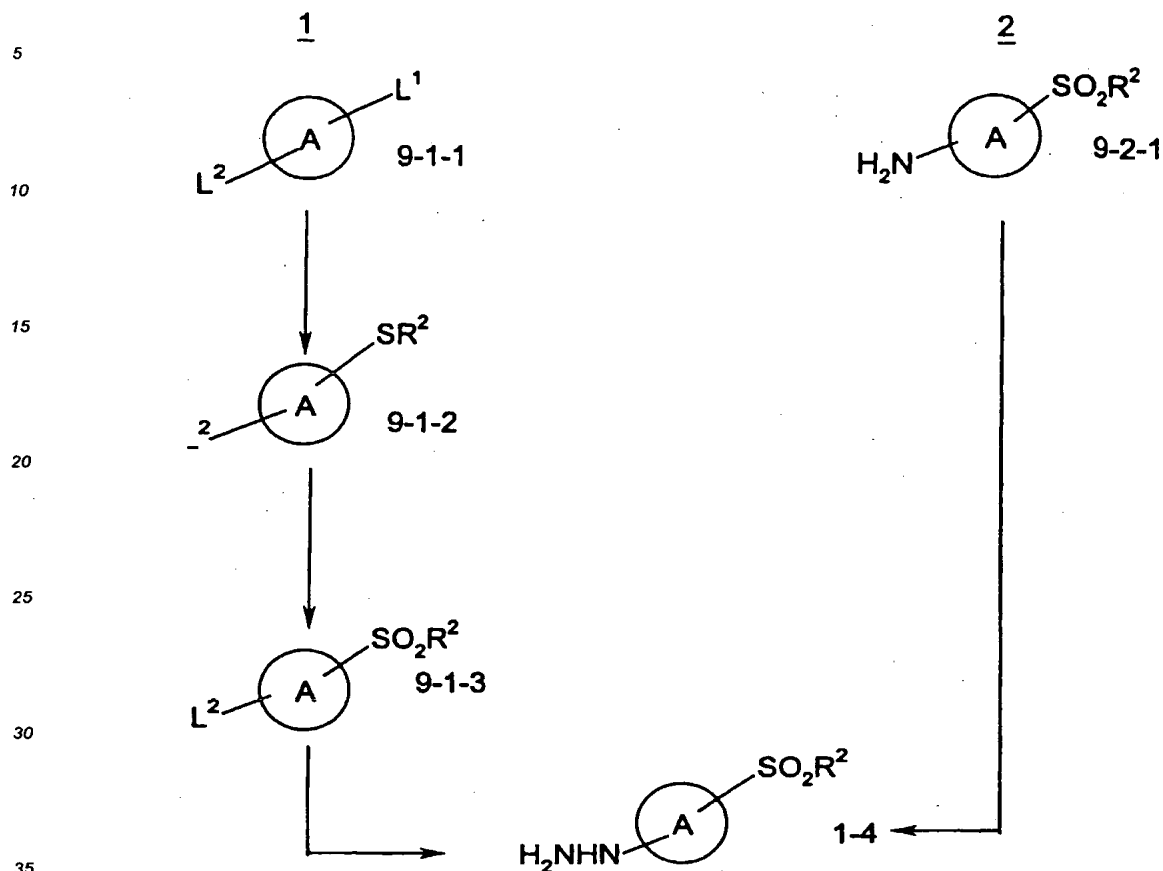 1
2
5
L¹
A
9-1-1
L²
10
SO₂R²
A
9-2-1
H₂N
15
SR²
A
9-1-2
_²
20
25
SO₂R²
A
9-1-3
L²
30
SO₂R²
A
1-4
H₂NHN
35